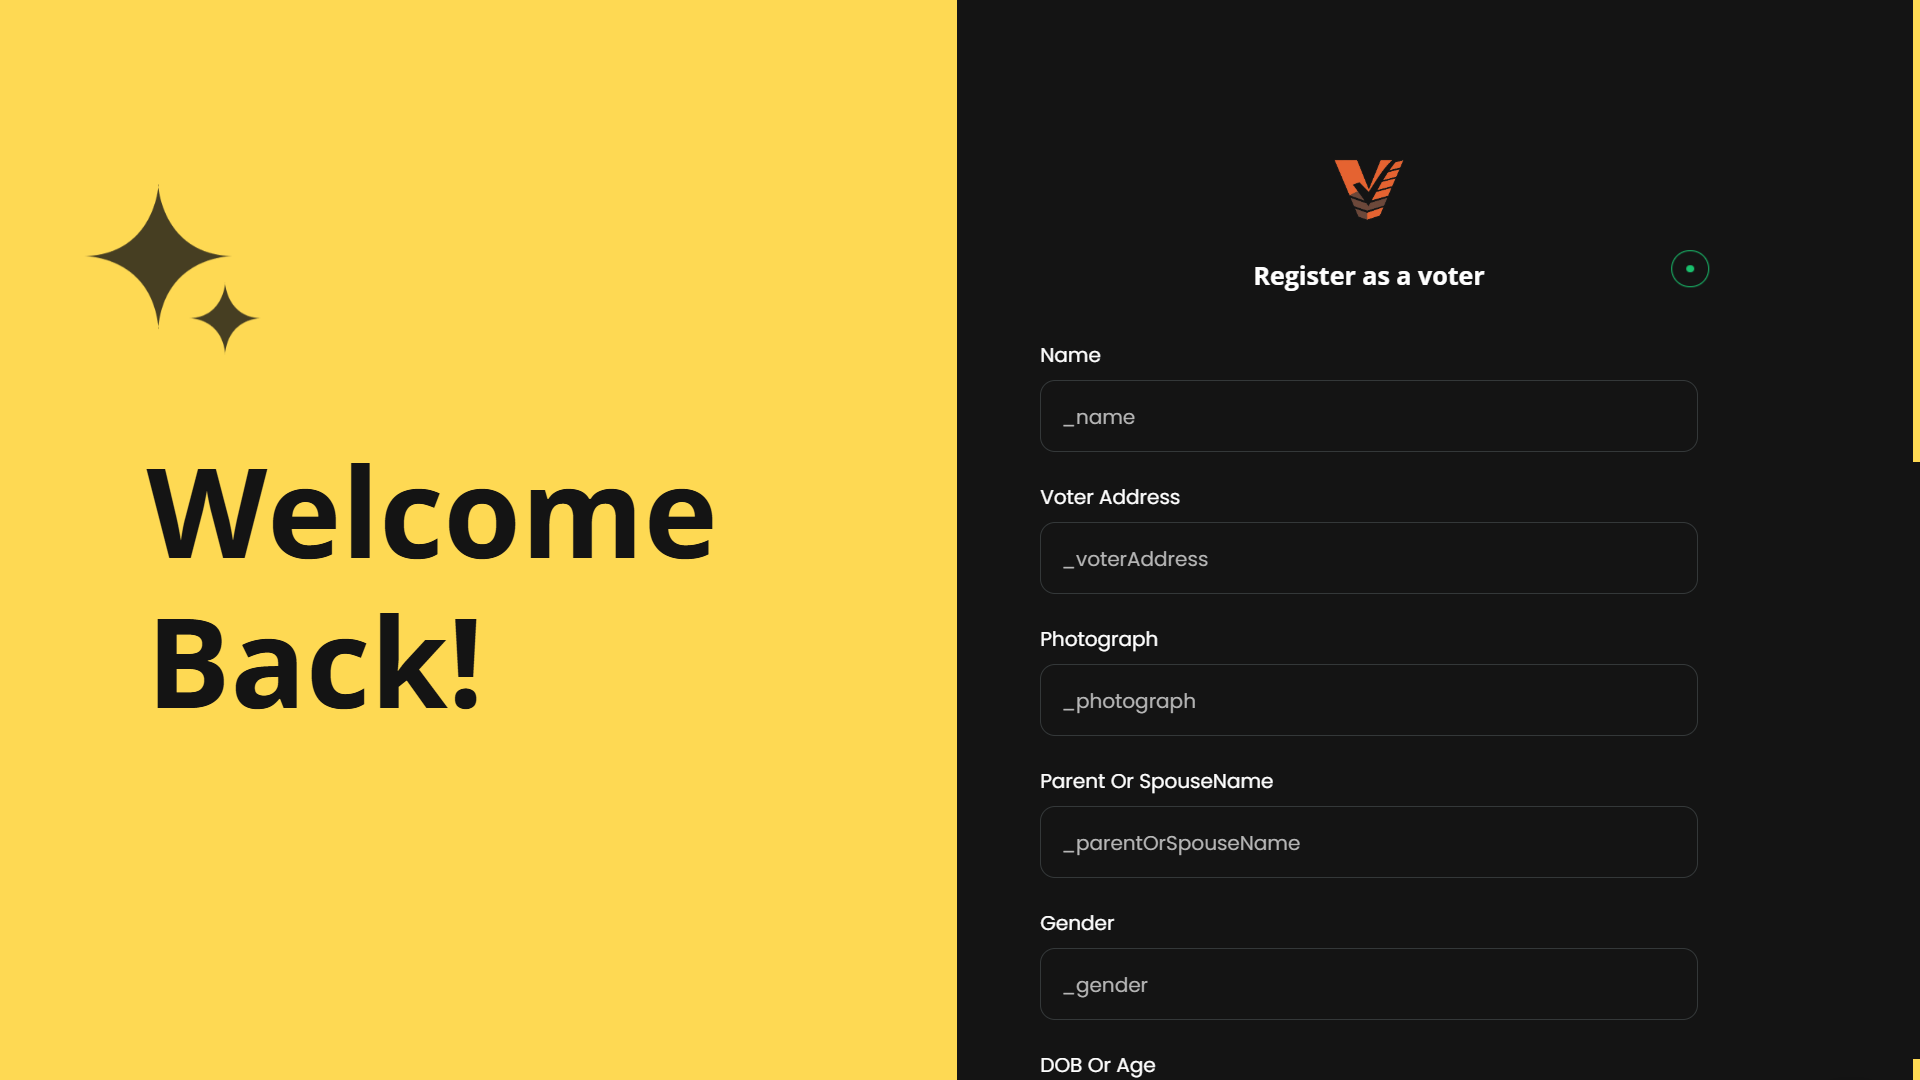 Welcome
Back!
Register as a voter
Name
_name
Voter Address
_voterAddress
Photograph
_photograph
Parent Or SpouseName
_parentOrSpouseName
Gender
_gender
DOB Or Age